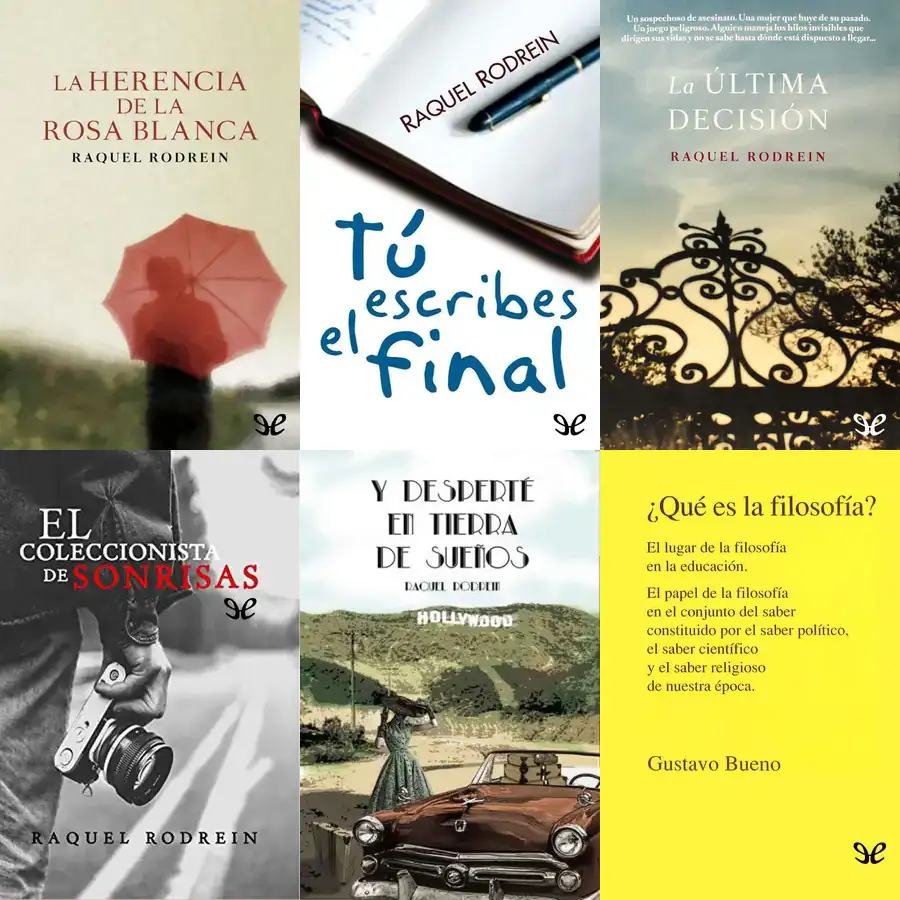 LA HERENCIA
DE LA
ROSA BLANCA
RAQUEL RODREIN
RAQUEL RODREIN
Tú
escribes
el
final
Un sospechoso de asesinato. Una mujer que huye de su pasado.
Un juego peligroso. Alguien maneja los hilos invisibles que
dirigen sus vidas y no se sabe hasta dónde está dispuesto a llegar...
La ÚLTIMA
DECISIÓN
RAQUEL RODREIN
EL
COLECCIONISTA
DE SONRISAS
RAQUEL RODREIN
Y DESPERTÉ
EN TIERRA
DE SUEÑOS
RAQUEL RODREIN
HOLLYWOOD
¿Qué es la filosofía?
El lugar de la filosofía
en la educación.
El papel de la filosofía
en el conjunto del saber
constituido por el saber político,
el saber científico
y el saber religioso
de nuestra época.
Gustavo Bueno